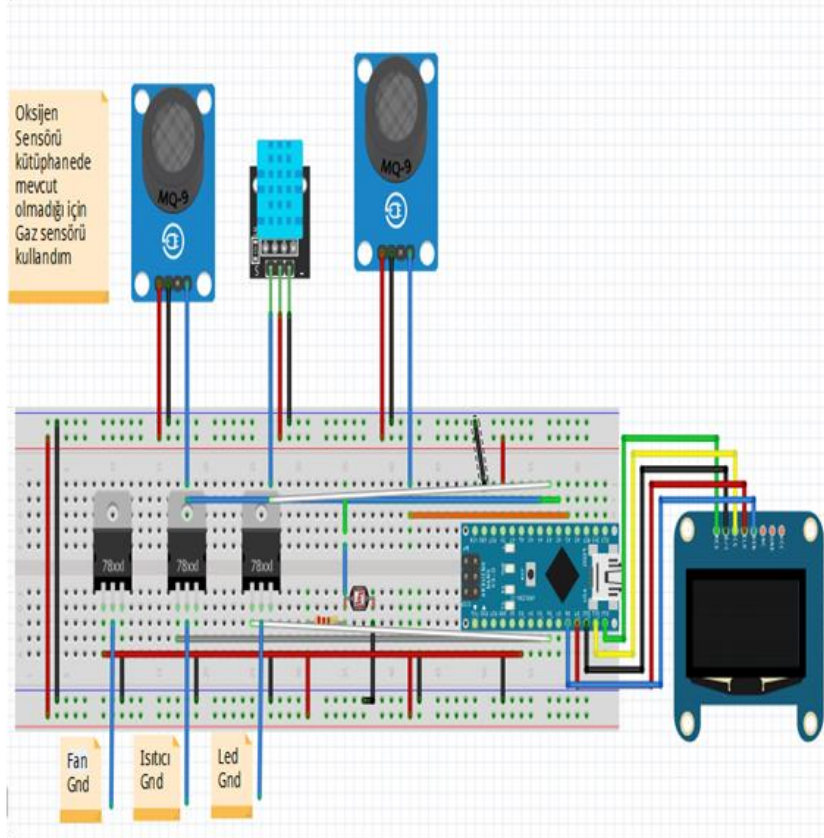 Oksijen
Sensörü
kütüphanede
mevcut
olmadığı için
Gaz sensörü
kullandım
MQ-9
MQ-9
78xxl
78xxl
78xxl
Fan
Gnd
Isıtıcı
Gnd
Led
Gnd